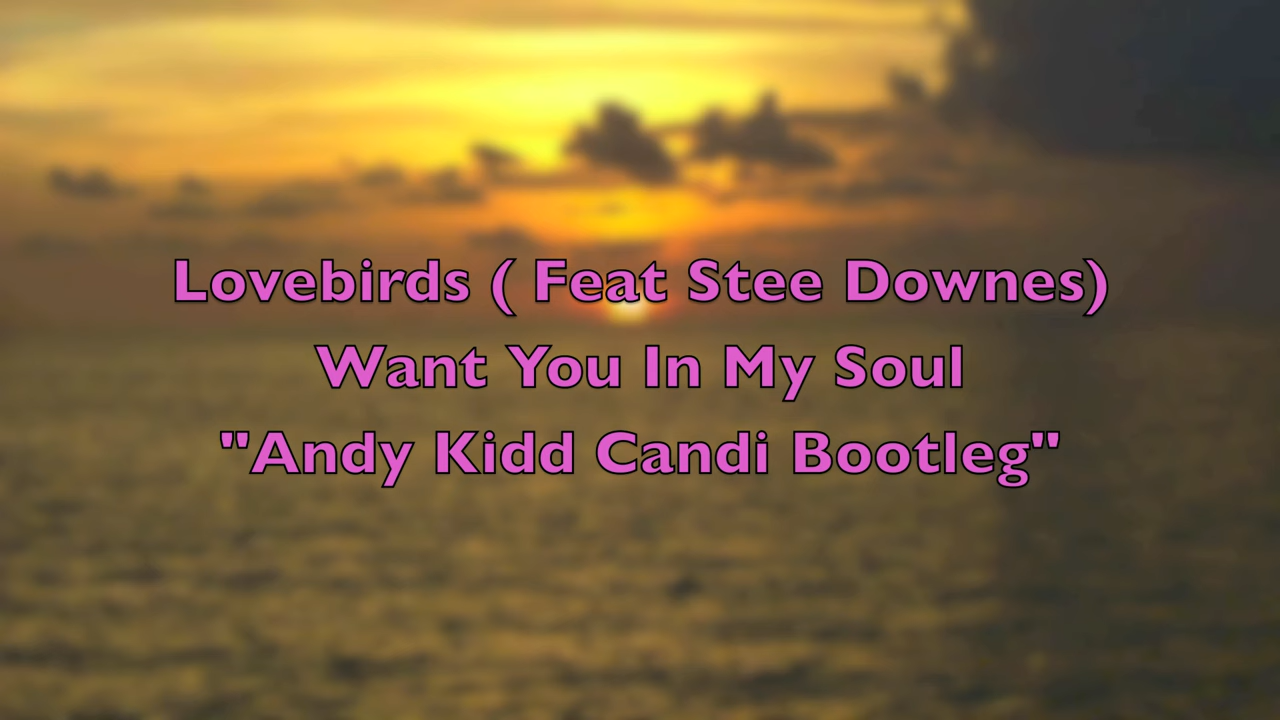 Lovebirds ( Feat Stee Downes)
Want You In My Soul
"Andy Kidd Candi Bootleg"